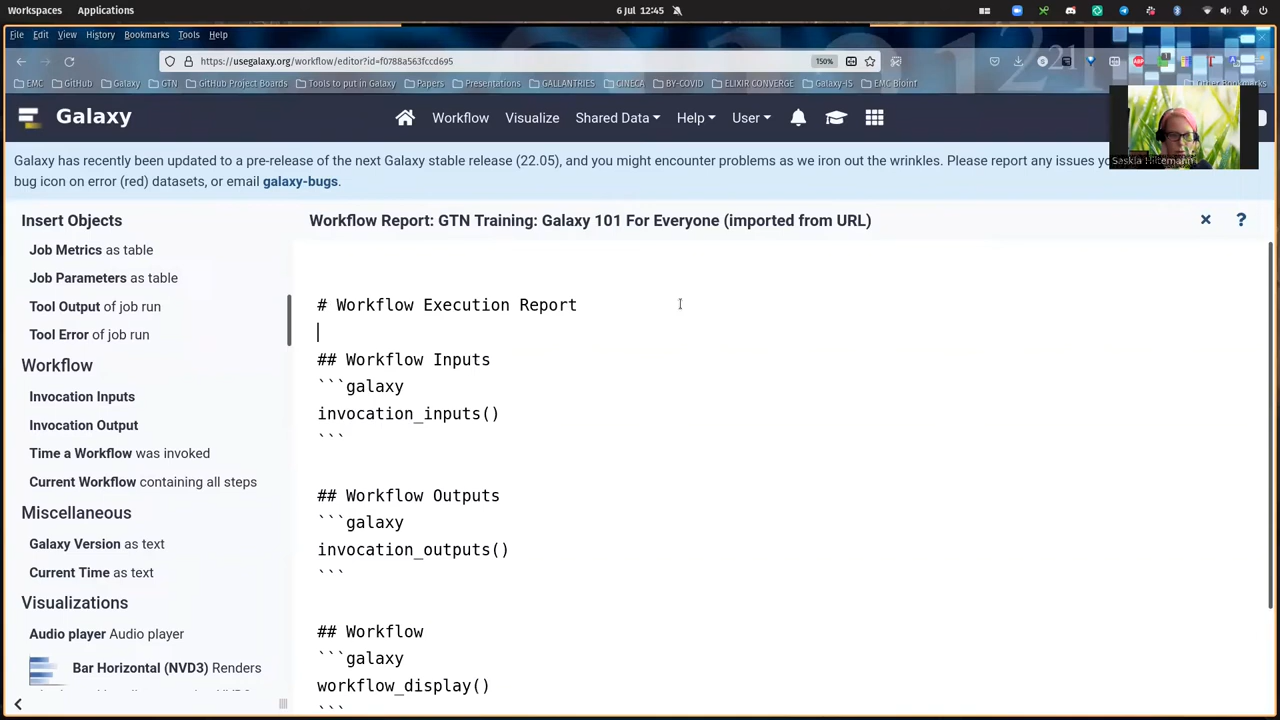 Workspaces Applications 6 Jul 12:45
File Edit View History Bookmarks Tools Help
https://usegalaxy.org/workflow/editor?id=f0788a563fccd695 150%
EMC GitHub Galaxy GTN GitHub Project Boards Tools to put in Galaxy Papers Presentations GALLANTRIES CINECA BY-COVID ELIXIR CONVERGE Galaxy-IS EMC Bioinf Other Bookmarks
Galaxy Workflow Visualize Shared Data Help User
Galaxy has recently been updated to a pre-release of the next Galaxy stable release (22.05), and you might encounter problems as we iron out the wrinkles. Please report any issues
bug icon on error (red) datasets, or email galaxy-bugs.
Insert Objects
Job Metrics as table
Job Parameters as table
Tool Output of job run
Tool Error of job run
Workflow
Invocation Inputs
Invocation Output
Time a Workflow was invoked
Current Workflow containing all steps
Miscellaneous
Galaxy Version as text
Current Time as text
Visualizations
Audio player Audio player
Bar Horizontal (NVD3) Renders
Workflow Report: GTN Training: Galaxy 101 For Everyone (imported from URL)
# Workflow Execution Report
## Workflow Inputs
```galaxy
invocation_inputs()
```
## Workflow Outputs
```galaxy
invocation_outputs()
```
## Workflow
```galaxy
workflow_display()
```
Saskia Hiltemann